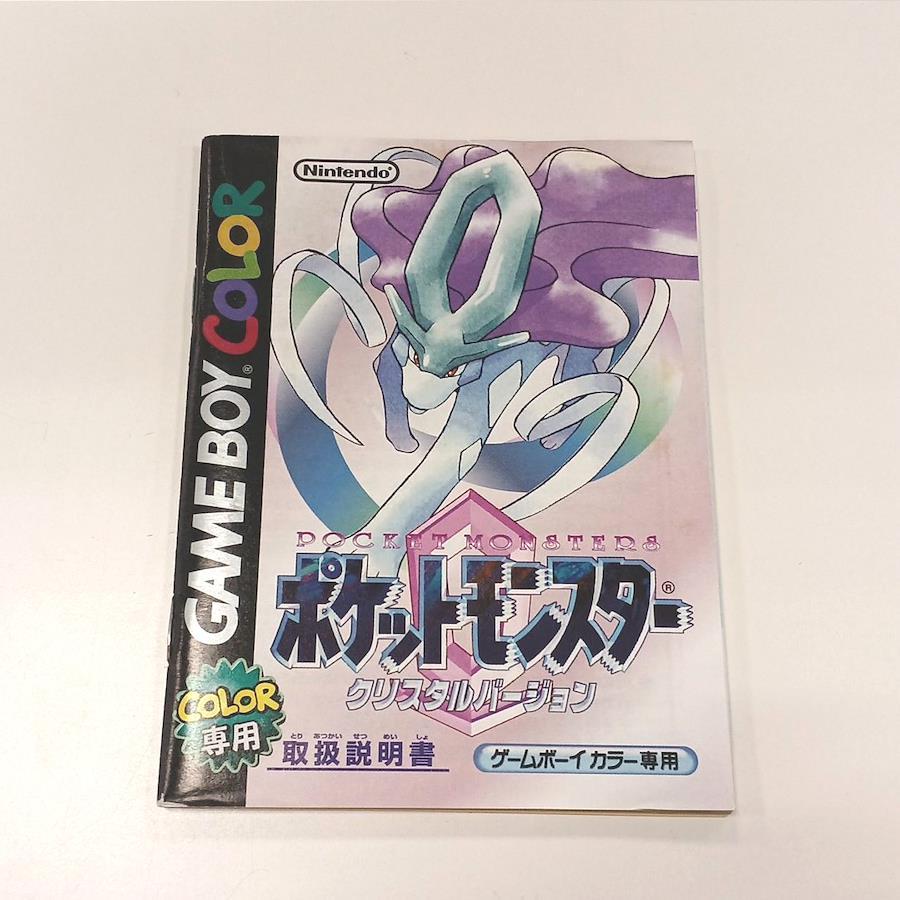 Nintendo
GAME BOY COLOR
POCKET MONSTERS
ポケットモンスター
クリスタルバージョン
COLOR
専用
とり あつかい せつ めい しょ
取扱説明書
ゲームボーイ カラー専用